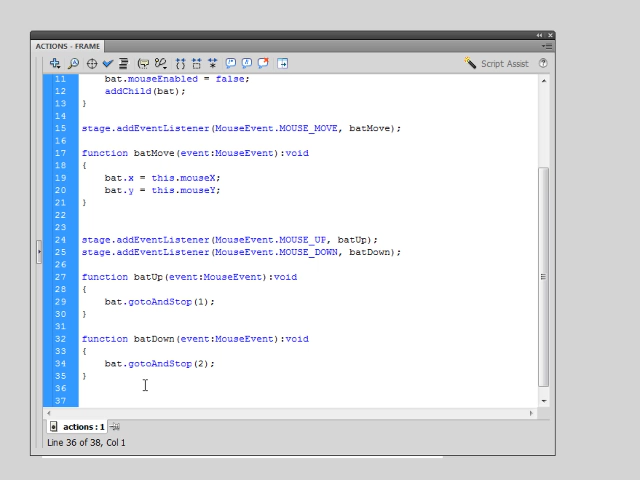 ACTIONS - FRAME
Script Assist
11 bat.mouseEnabled = false;
12 addChild(bat);
13 }
14
15 stage.addEventListener(MouseEvent.MOUSE_MOVE, batMove);
16
17 function batMove(event:MouseEvent):void
18 {
19 bat.x = this.mouseX;
20 bat.y = this.mouseY;
21 }
22
23
24 stage.addEventListener(MouseEvent.MOUSE_UP, batUp);
25 stage.addEventListener(MouseEvent.MOUSE_DOWN, batDown);
26
27 function batUp(event:MouseEvent):void
28 {
29 bat.gotoAndStop(1);
30 }
31
32 function batDown(event:MouseEvent):void
33 {
34 bat.gotoAndStop(2);
35 }
36
37
actions : 1
Line 36 of 38, Col 1